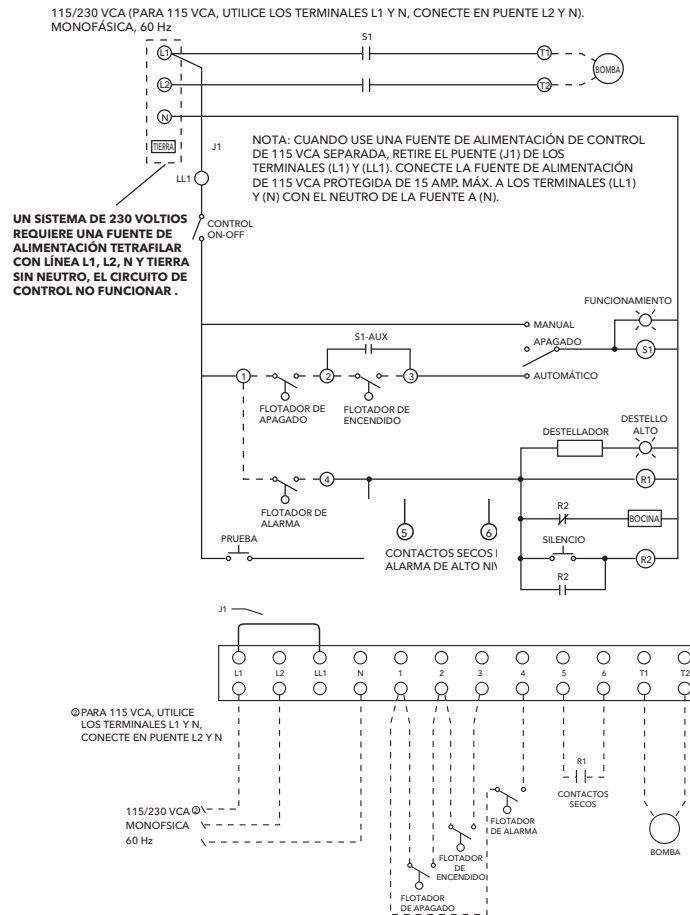 115/230 VCA (PARA 115 VCA, UTILICE LOS TERMINALES L1 Y N, CONECTE EN PUENTE L2 Y N).
MONOFÁSICA, 60 Hz
S1
L1
T1
BOMBA
L2
T2
N
TIERRA
J1
LL1
NOTA: CUANDO USE UNA FUENTE DE ALIMENTACIÓN DE CONTROL
DE 115 VCA SEPARADA, RETIRE EL PUENTE (J1) DE LOS
TERMINALES (L1) Y (LL1). CONECTE LA FUENTE DE ALIMENTACIÓN
DE 115 VCA PROTEGIDA DE 15 AMP. MÁX. A LOS TERMINALES (LL1)
Y (N) CON EL NEUTRO DE LA FUENTE A (N).
UN SISTEMA DE 230 VOLTIOS
REQUIERE UNA FUENTE DE
ALIMENTACIÓN TETRAFILAR
CON LÍNEA L1, L2, N Y TIERRA
SIN NEUTRO, EL CIRCUITO DE
CONTROL NO FUNCIONAR .
CONTROL
ON-OFF
FUNCIONAMIENTO
MANUAL
S1-AUX
APAGADO
S1
1
2
3
AUTOMÁTICO
FLOTADOR DE
APAGADO
FLOTADOR DE
ENCENDIDO
DESTELLO
ALTO
DESTELLADOR
4
R1
FLOTADOR DE
ALARMA
R2
BOCINA
5
6
PRUEBA
CONTACTOS SECOS
ALARMA DE ALTO NIV
SILENCIO
R2
R2
J1
L1 L2 LL1 N 1 2 3 4 5 6 T1 T2
② PARA 115 VCA, UTILICE
LOS TERMINALES L1 Y N,
CONECTE EN PUENTE L2 Y N
R1
CONTACTOS
SECOS
115/230 VCA ②
MONOFSICA
60 Hz
FLOTADOR
DE ALARMA
BOMBA
FLOTADOR
DE
ENCENDIDO
FLOTADOR
DE APAGADO